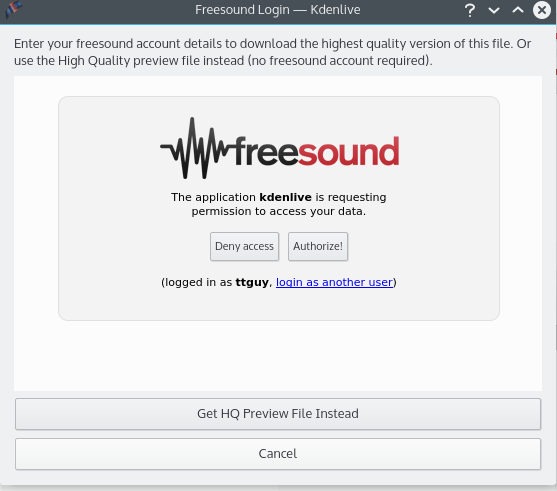 Freesound Login — Kdenlive
Enter your freesound account details to download the highest quality version of this file. Or
use the High Quality preview file instead (no freesound account required).
freesound
The application kdenlive is requesting
permission to access your data.
Deny access Authorize!
(logged in as ttguy, login as another user)
Get HQ Preview File Instead
Cancel